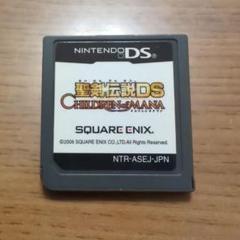 NINTENDO DS
聖剣伝説DS
CHILDREN of MANA
SQUARE ENIX.
©2006 SQUARE ENIX CO.,LTD.All Rights Reserved.
NTR-ASEJ-JPN